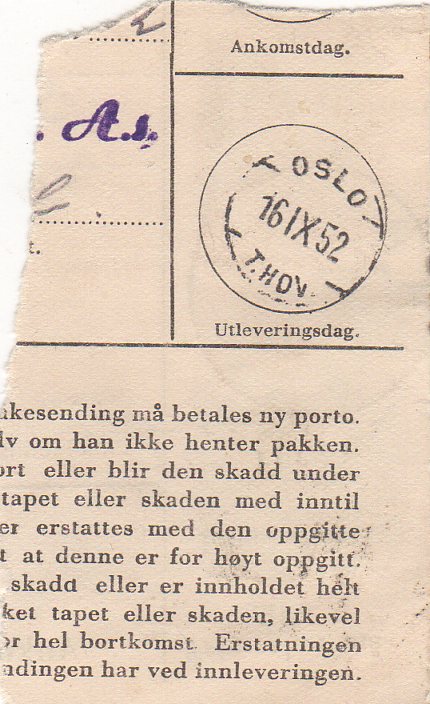 Ankomstdag.
. A.s.
OSLO
16 IX 52
T.HOV.
t.
Utleveringsdag.
akesending må betales ny porto.
lv om han ikke henter pakken.
ort eller blir den skadd under
tapet eller skaden med inntil
er erstattes med den oppgitte
t at denne er for høyt oppgitt.
skadd eller er innholdet helt
ket tapet eller skaden, likevel
or hel bortkomst. Erstatningen
ndingen har ved innleveringen.